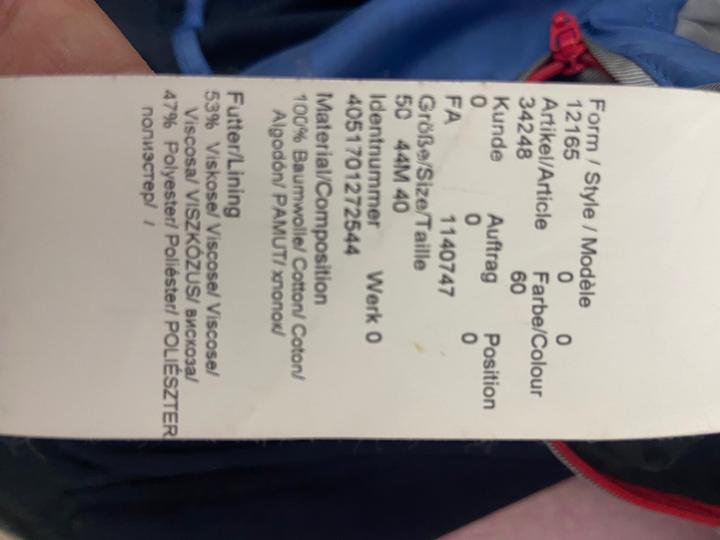 Form / Style / Modèle
12165 0 0
Artikel/Article Farbe/Colour
34248 60
Kunde Auftrag Position
0 0 0
FA 1140747
Größe/Size/Taille
50 44M 40
Identnummer Werk 0
4051701272544
Material/Composition
100% Baumwolle/ Cotton/ Coton/
Algodón/ PAMUT/ хлопок/
Futter/Lining
53% Viskose/ Viscose/ Viscose/
Viscosa/ VISZKÓZUS/ вискоза/
47% Polyester/ Poliéster/ POLIÉSZTER
полиэстер/ /